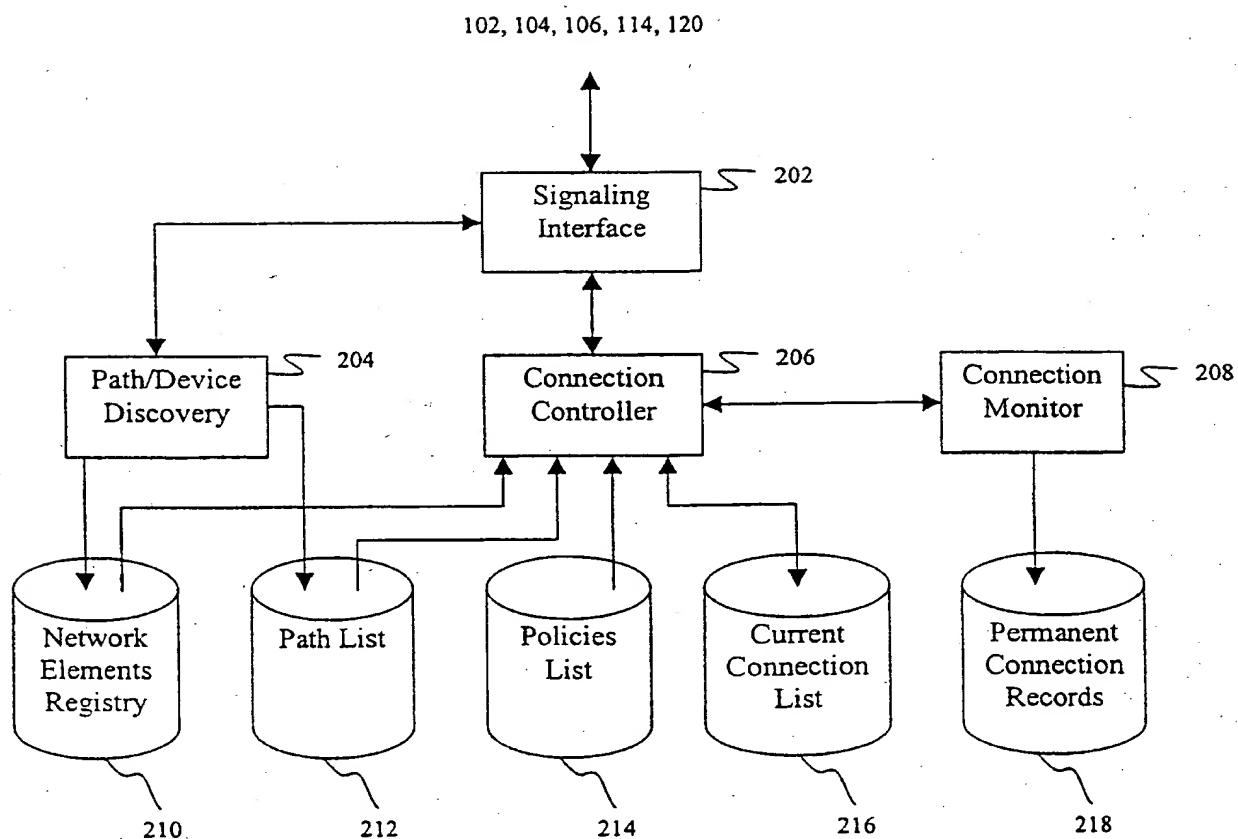 102, 104, 106, 114, 120
Signaling
Interface
202
Path/Device
Discovery
204
Connection
Controller
206
Connection
Monitor
208
Network
Elements
Registry
Path List
Policies
List
Current
Connection
List
Permanent
Connection
Records
210
212
214
216
218